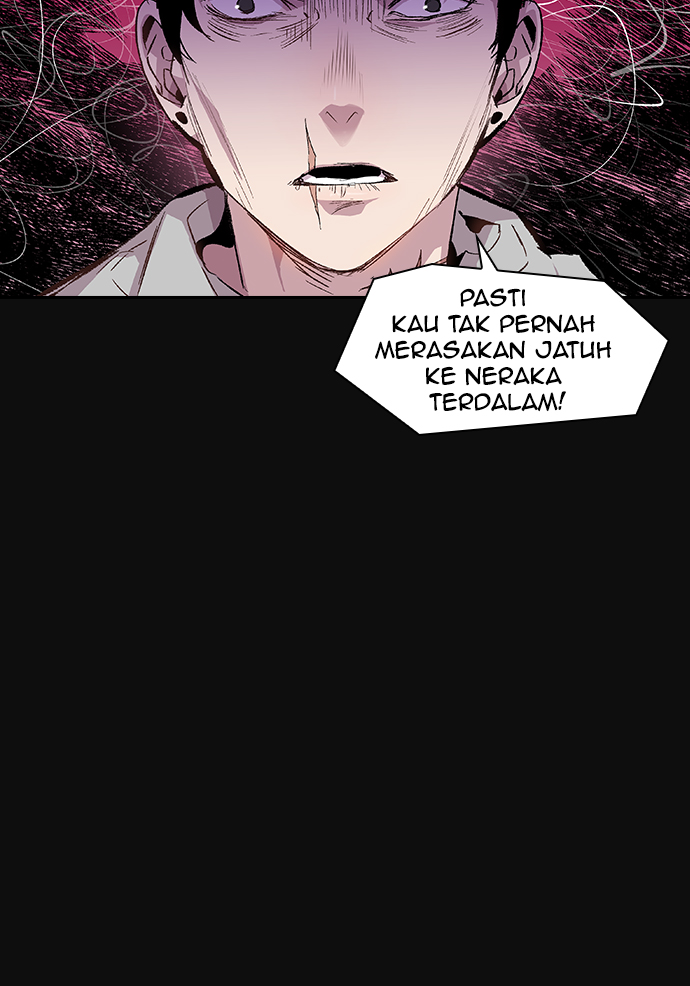 PASTI
KAU TAK PERNAH
MERASAKAN JATUH
KE NERAKA
TERDALAM!